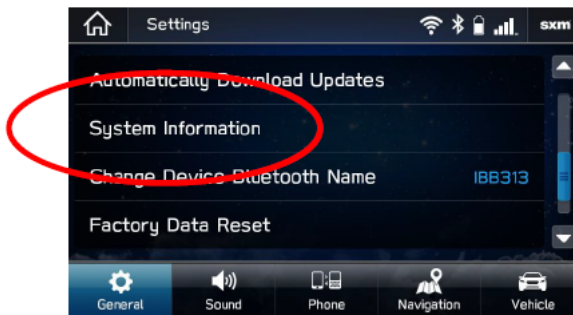 Settings
sxm
Automatically Download Updates
System Information
Change Device Bluetooth Name IBB313
Factory Data Reset
General Sound Phone Navigation Vehicle